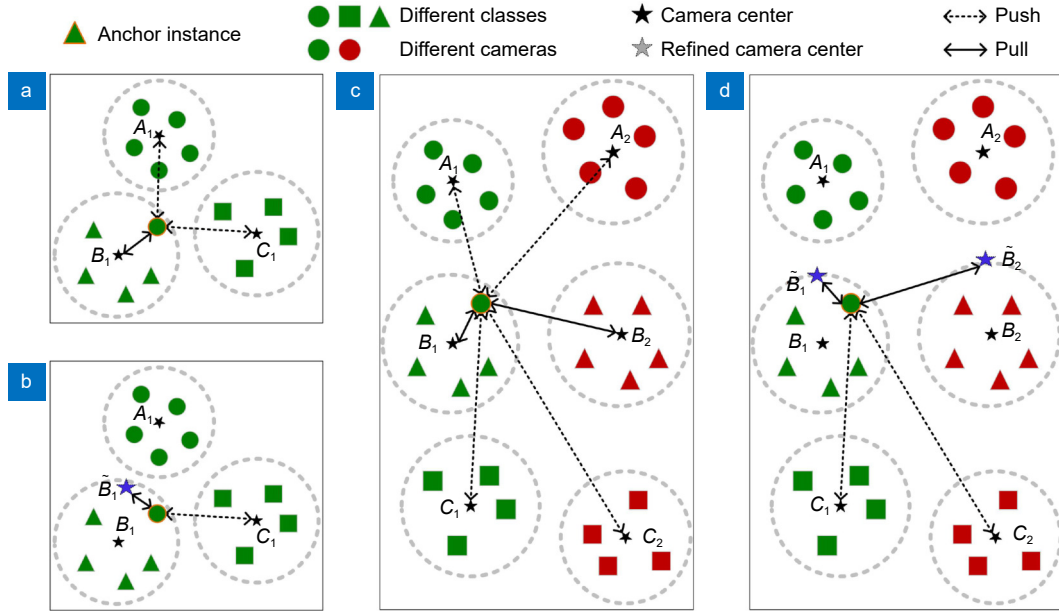 Anchor instance
Different classes
Different cameras
Camera center
Refined camera center
Push
Pull
a
A₁
B₁
C₁
b
A₁
B̃₁
B₁
C₁
c
A₁
A₂
B₁
B₂
C₁
C₂
d
A₁
A₂
B̃₁
B̃₂
B₁
B₂
C₁
C₂